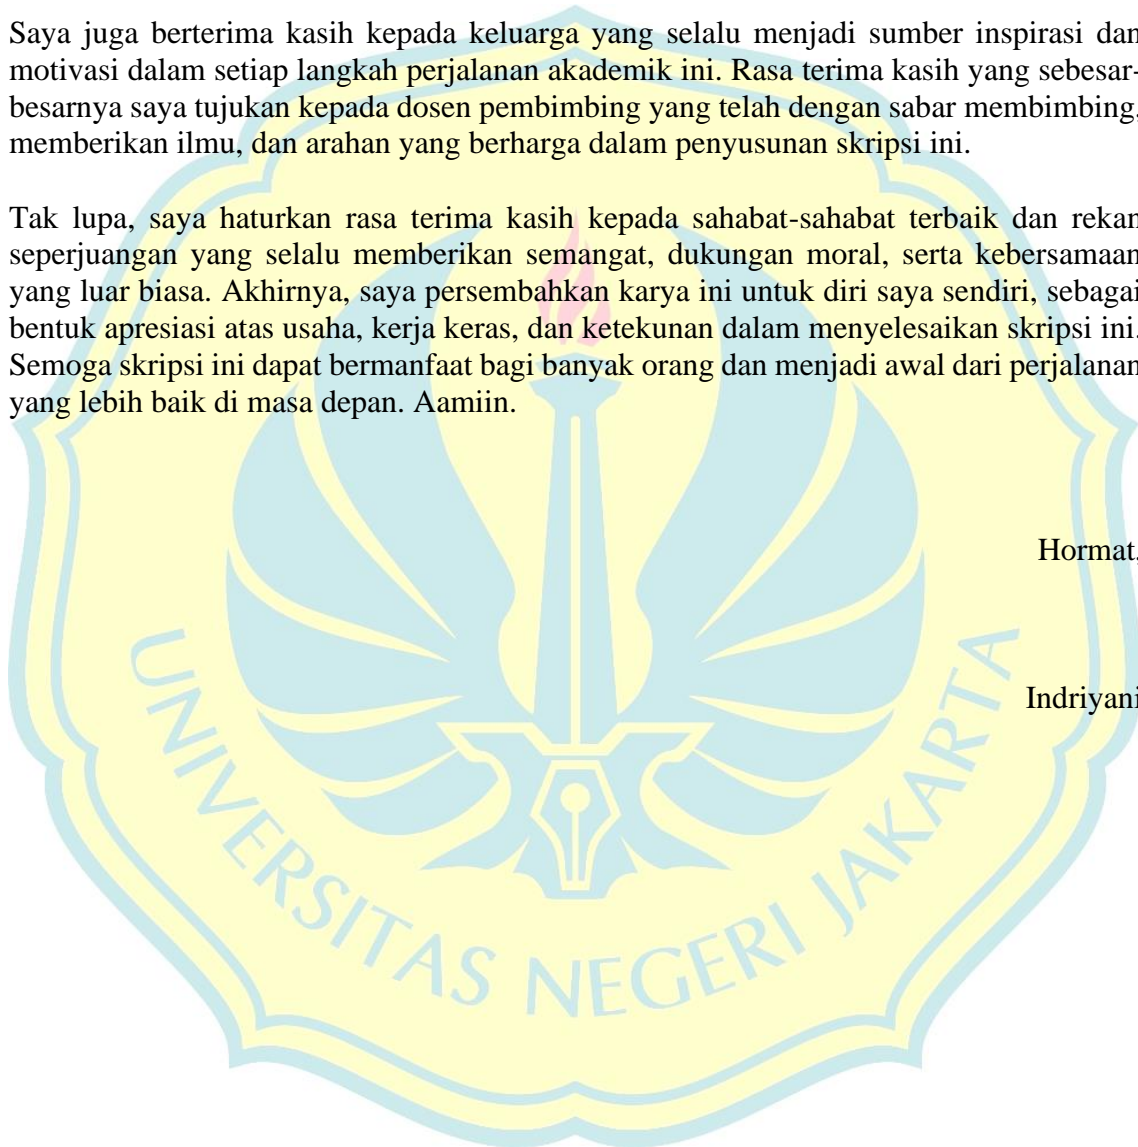 Saya juga berterima kasih kepada keluarga yang selalu menjadi sumber inspirasi dan
motivasi dalam setiap langkah perjalanan akademik ini. Rasa terima kasih yang sebesar-
besarnya saya tujukan kepada dosen pembimbing yang telah dengan sabar membimbing,
memberikan ilmu, dan arahan yang berharga dalam penyusunan skripsi ini.
Tak lupa, saya haturkan rasa terima kasih kepada sahabat-sahabat terbaik dan rekan
seperjuangan yang selalu memberikan semangat, dukungan moral, serta kebersamaan
yang luar biasa. Akhirnya, saya persembahkan karya ini untuk diri saya sendiri, sebagai
bentuk apresiasi atas usaha, kerja keras, dan ketekunan dalam menyelesaikan skripsi ini.
Semoga skripsi ini dapat bermanfaat bagi banyak orang dan menjadi awal dari perjalanan
yang lebih baik di masa depan. Aamiin.
Hormat,
Indriyani
UNIVERSITAS NEGERI JAKARTA